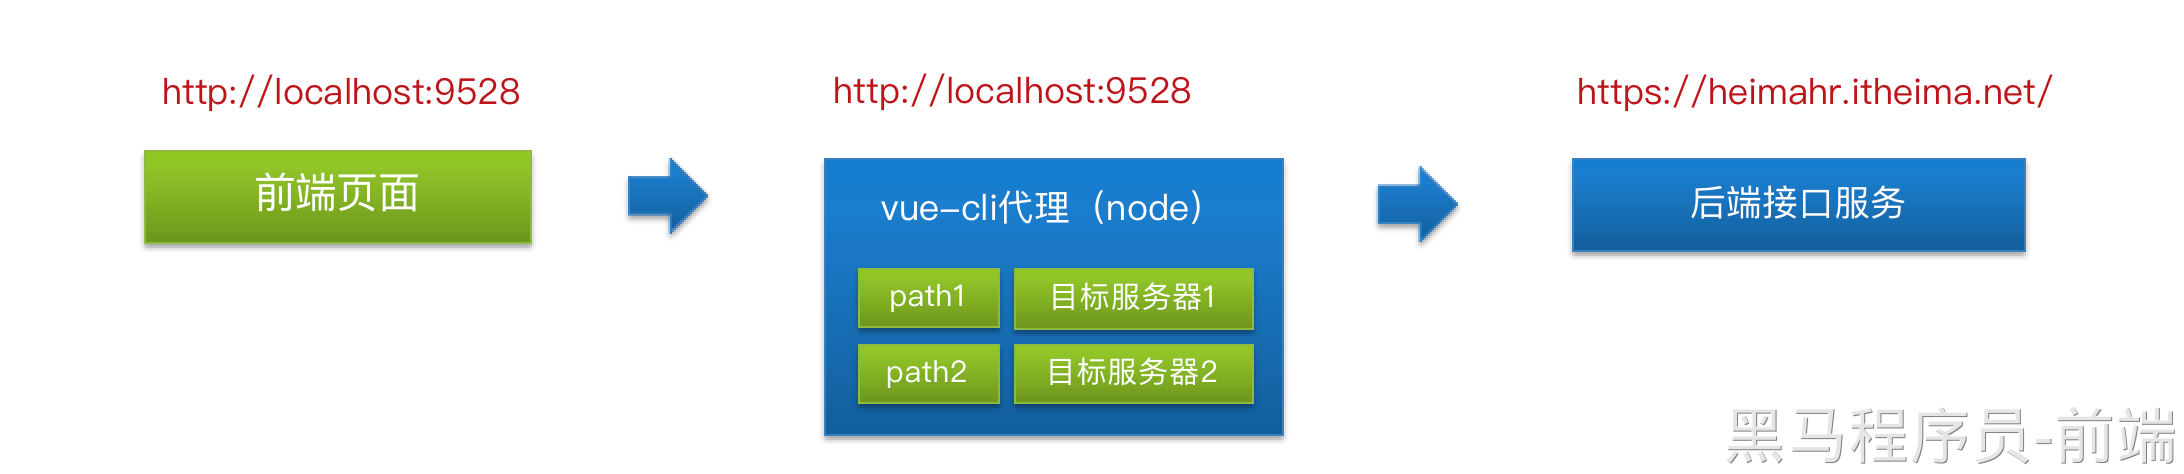 http://localhost:9528
http://localhost:9528
https://heimahr.itheima.net/
前端页面
vue-cli代理（node）
后端接口服务
path1
目标服务器1
path2
目标服务器2
黑马程序员-前端